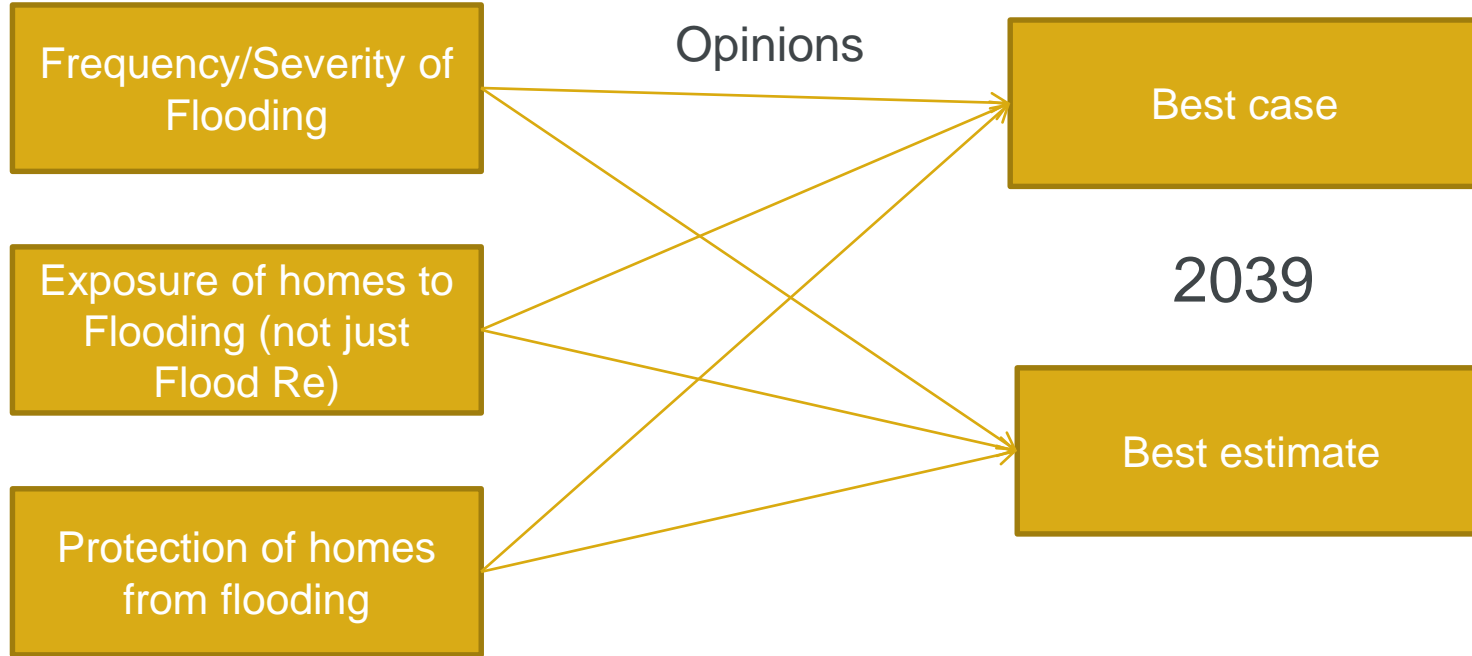 Frequency/Severity of
Flooding
Opinions
Best case
Exposure of homes to
Flooding (not just
Flood Re)
2039
Best estimate
Protection of homes
from flooding